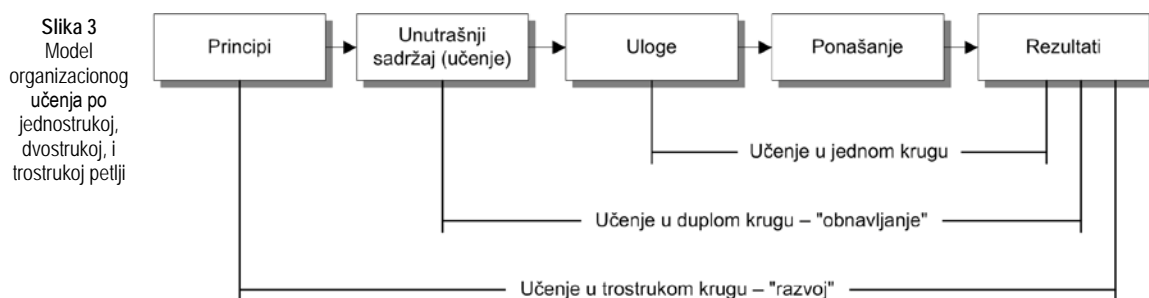 Slika 3
Model
organizacionog
učenja po
jednostrukoj,
dvostrukoj, i
trostrukoj petlji
Principi
Unutrašnji
sadržaj (učenje)
Uloge
Ponašanje
Rezultati
Učenje u jednom krugu
Učenje u duplom krugu – "obnavljanje"
Učenje u trostrukom krugu – "razvoj"